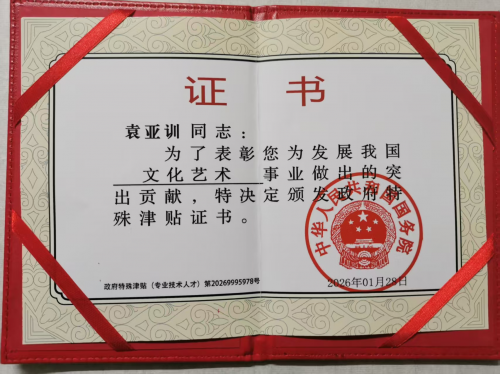 证书
袁亚训同志：
为了表彰您为发展我国
文化艺术 事业做出的突
出贡献，特决定颁发政府特
殊津贴证书。
中华人民共和国国务院
政府特殊津贴（专业技术人才）第20269995978号
2026年01月28日